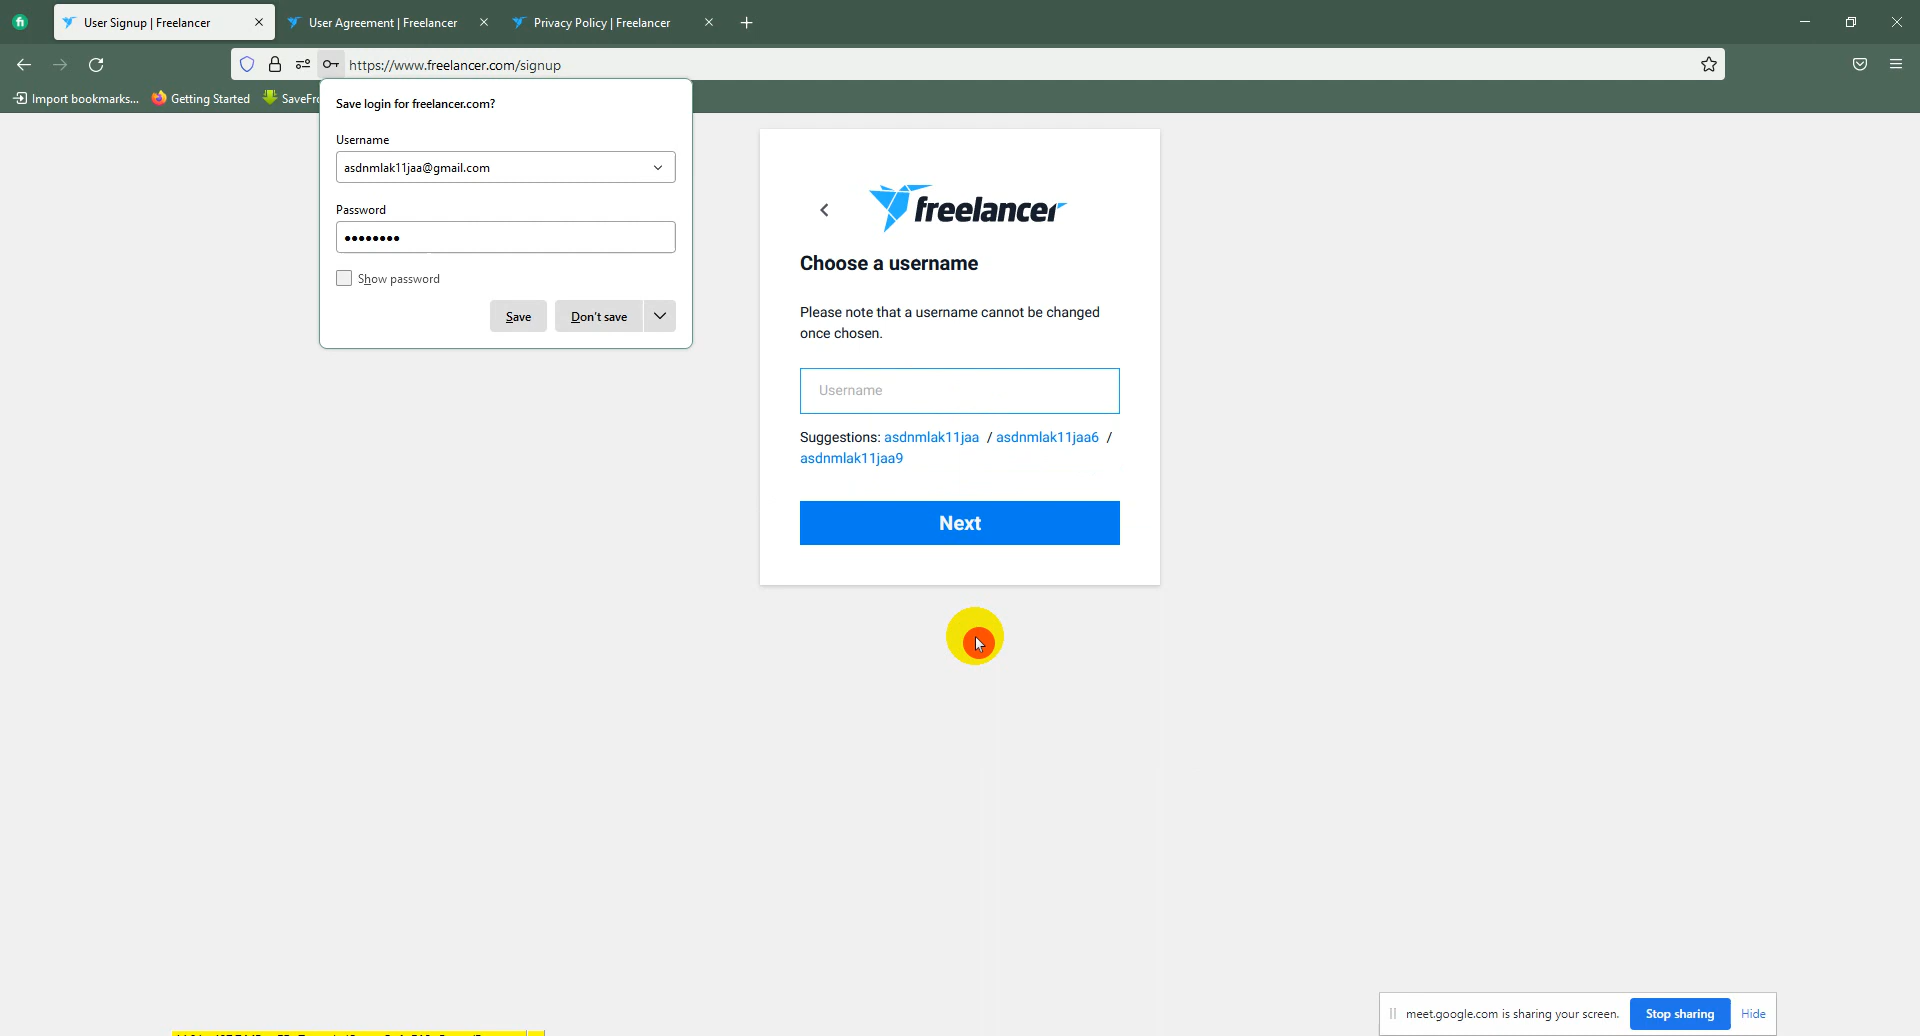 User Signup | Freelancer
User Agreement | Freelancer
Privacy Policy | Freelancer
https://www.freelancer.com/signup
Import bookmarks...
Getting Started
SaveFro
Save login for freelancer.com?
Username
asdnmlak11jaa@gmail.com
Password
Show password
Save
Don't save
freelancer
Choose a username
Please note that a username cannot be changed
once chosen.
Username
Suggestions: asdnmlak11jaa / asdnmlak11jaa6 /
asdnmlak11jaa9
Next
meet.google.com is sharing your screen.
Stop sharing
Hide